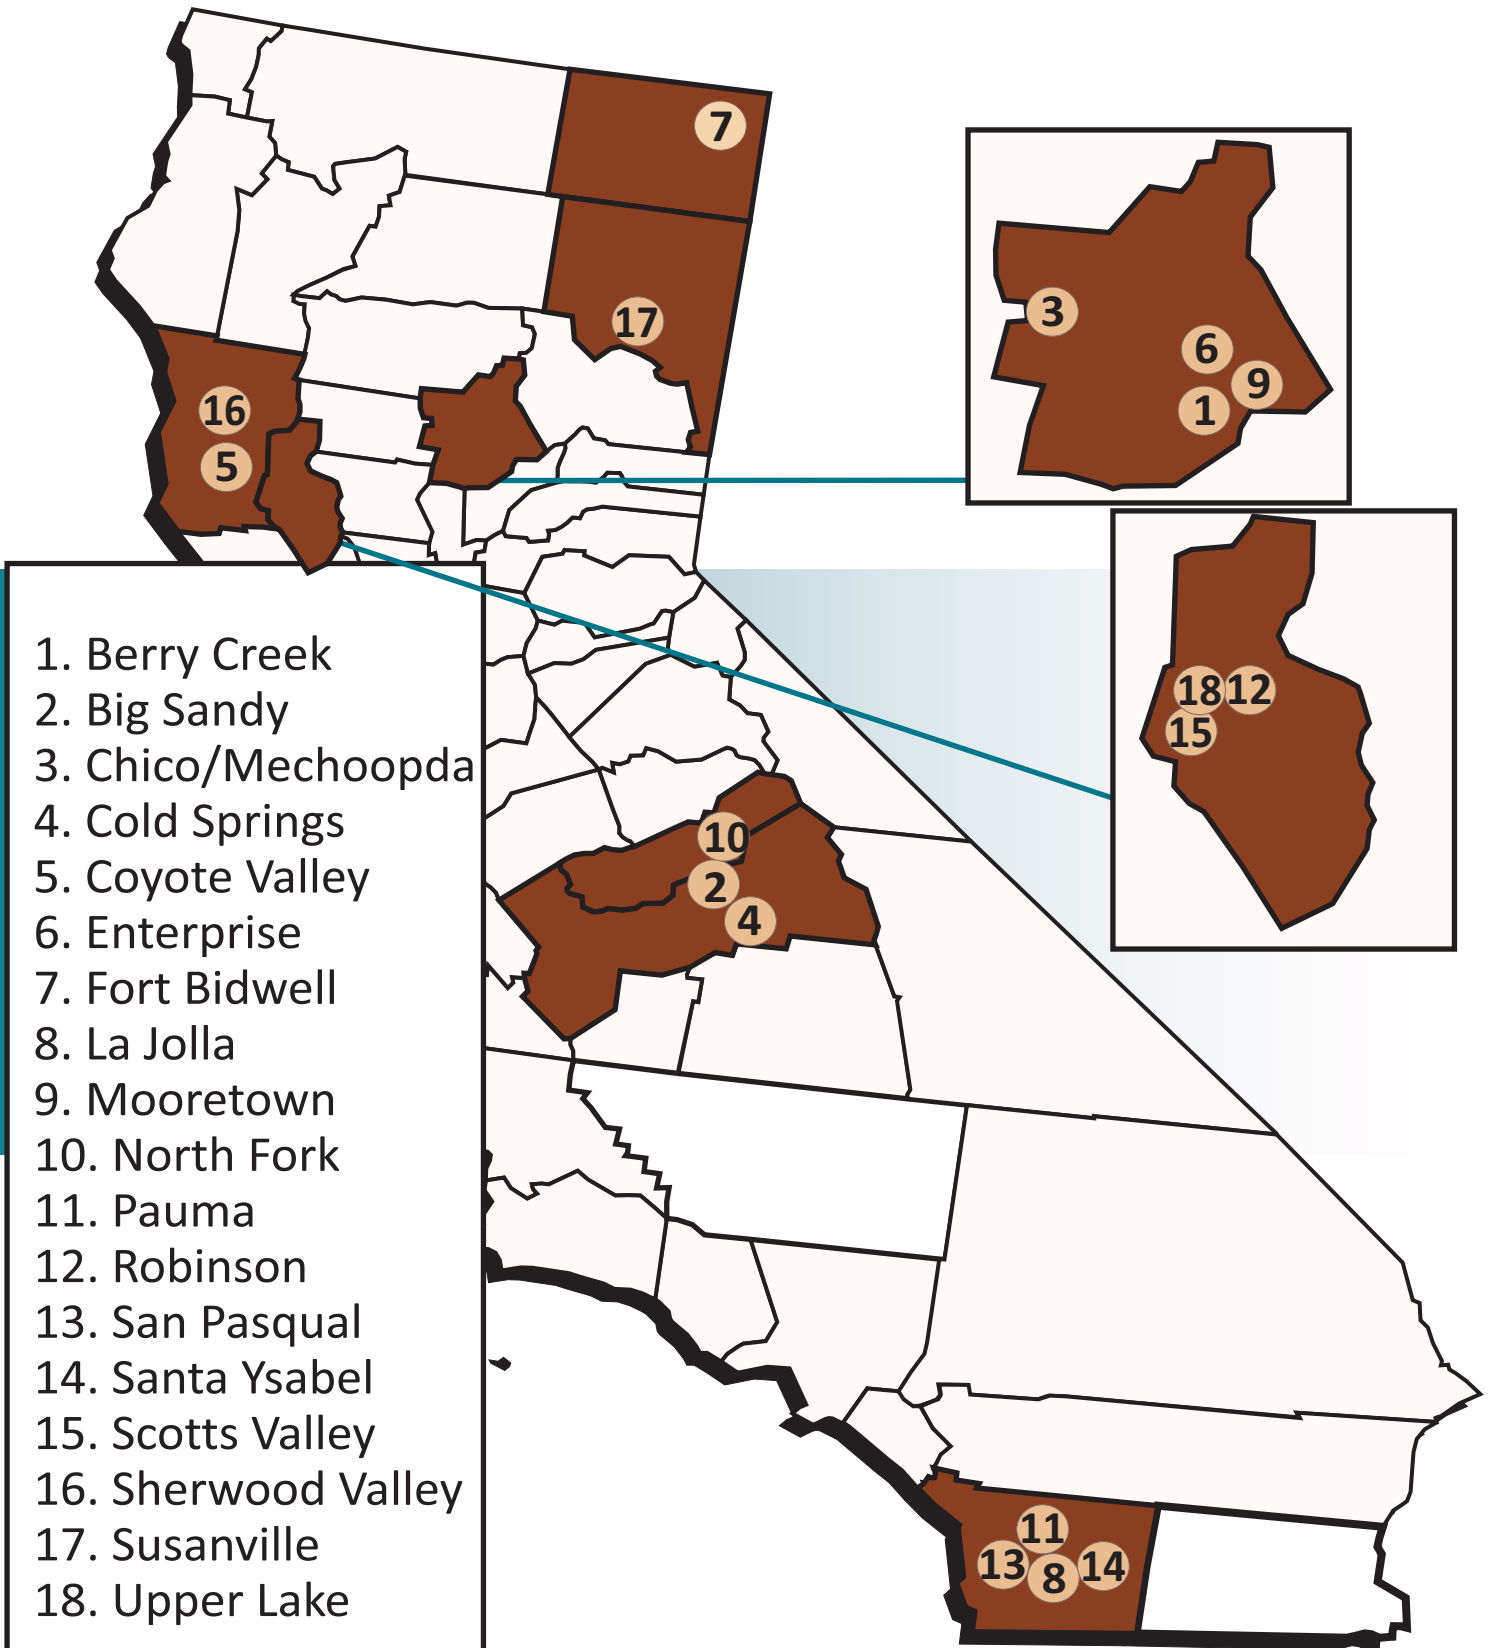 7
17
16
5
3
6
9
1
18
12
15
10
2
4
11
13
8
14
1. Berry Creek
2. Big Sandy
3. Chico/Mechoopda
4. Cold Springs
5. Coyote Valley
6. Enterprise
7. Fort Bidwell
8. La Jolla
9. Mooretown
10. North Fork
11. Pauma
12. Robinson
13. San Pasqual
14. Santa Ysabel
15. Scotts Valley
16. Sherwood Valley
17. Susanville
18. Upper Lake